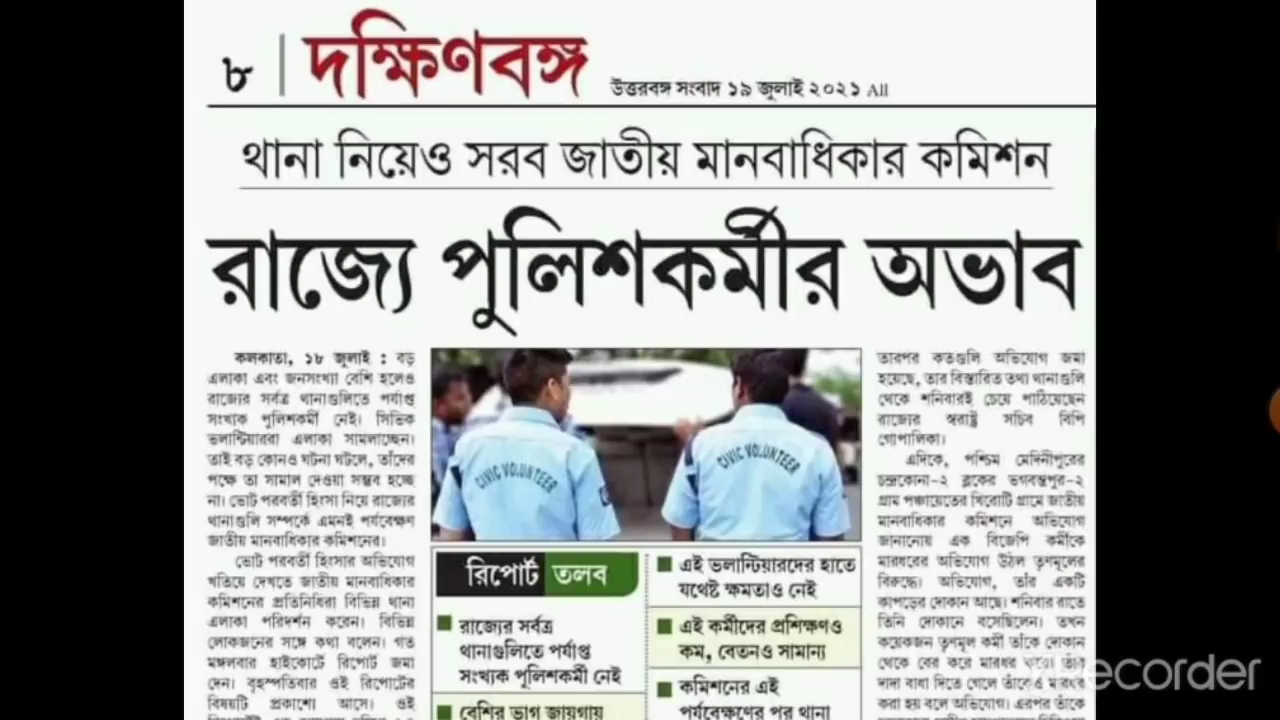 ৮
দক্ষিণবঙ্গ
উত্তরবঙ্গ সংবাদ ১৯ জুলাই ২০২১ All
থানা নিয়েও সরব জাতীয় মানবাধিকার কমিশন
রাজ্যে পুলিশকর্মীর অভাব
কলকাতা, ১৮ জুলাই : বড়
এলাকা এবং জনসংখ্যা বেশি হলেও
রাজ্যের সর্বত্র থানাগুলিতে পর্যাপ্ত
সংখ্যক পুলিশকর্মী নেই। সিভিক
ভলান্টিয়াররা এলাকা সামলাচ্ছেন।
তাই বড় কোনও ঘটনা ঘটলে, তাঁদের
পক্ষে তা সামাল দেওয়া সম্ভব হচ্ছে
না। ভোট পরবর্তী হিংসা নিয়ে রাজ্যের
থানাগুলি সম্পর্কে এমনই পর্যবেক্ষণ
জাতীয় মানবাধিকার কমিশনের।
ভোট পরবর্তী হিংসার অভিযোগ
খতিয়ে দেখতে জাতীয় মানবাধিকার
কমিশনের প্রতিনিধিরা বিভিন্ন থানা
এলাকা পরিদর্শন করেন। বিভিন্ন
লোকজনের সঙ্গে কথা বলেন। গত
মঙ্গলবার হাইকোর্টে রিপোর্ট জমা
দেন। বৃহস্পতিবার ওই রিপোর্টের
বিষয়টি প্রকাশ্যে আসে। ওই
CIVIC VOLUNTEER
CIVIC VOLUNTEER
রিপোর্ট তলব
রাজ্যের সর্বত্র
থানাগুলিতে পর্যাপ্ত
সংখ্যক পুলিশকর্মী নেই
বেশির ভাগ জায়গায়
এই ভলান্টিয়ারদের হাতে
যথেষ্ট ক্ষমতাও নেই
এই কর্মীদের প্রশিক্ষণও
কম, বেতনও সামান্য
কমিশনের এই
পর্যবেক্ষণের পর থানা
তারপর কতগুলি অভিযোগ জমা
হয়েছে, তার বিস্তারিত তথ্য থানাগুলি
থেকে শনিবারই চেয়ে পাঠিয়েছেন
রাজ্যের স্বরাষ্ট্র সচিব বিপি
গোপালিকা।
এদিকে, পশ্চিম মেদিনীপুরের
চন্দ্রকোনা-২ ব্লকের ভগবন্তপুর-২
গ্রাম পঞ্চায়েতের খিরোটি গ্রামে জাতীয়
মানবাধিকার কমিশনে অভিযোগ
জানানোয় এক বিজেপি কর্মীকে
মারধরের অভিযোগ উঠল তৃণমূলের
বিরুদ্ধে। অভিযোগ, তাঁর একটি
কাপড়ের দোকান আছে। শনিবার রাতে
তিনি দোকানে বসেছিলেন। তখন
কয়েকজন তৃণমূল কর্মী তাঁকে দোকান
থেকে বের করে মারধর করে। তাঁর
দাদা বাধা দিতে গেলে তাঁকেও মারধর
করা হয় বলে অভিযোগ। এরপর তাঁকে